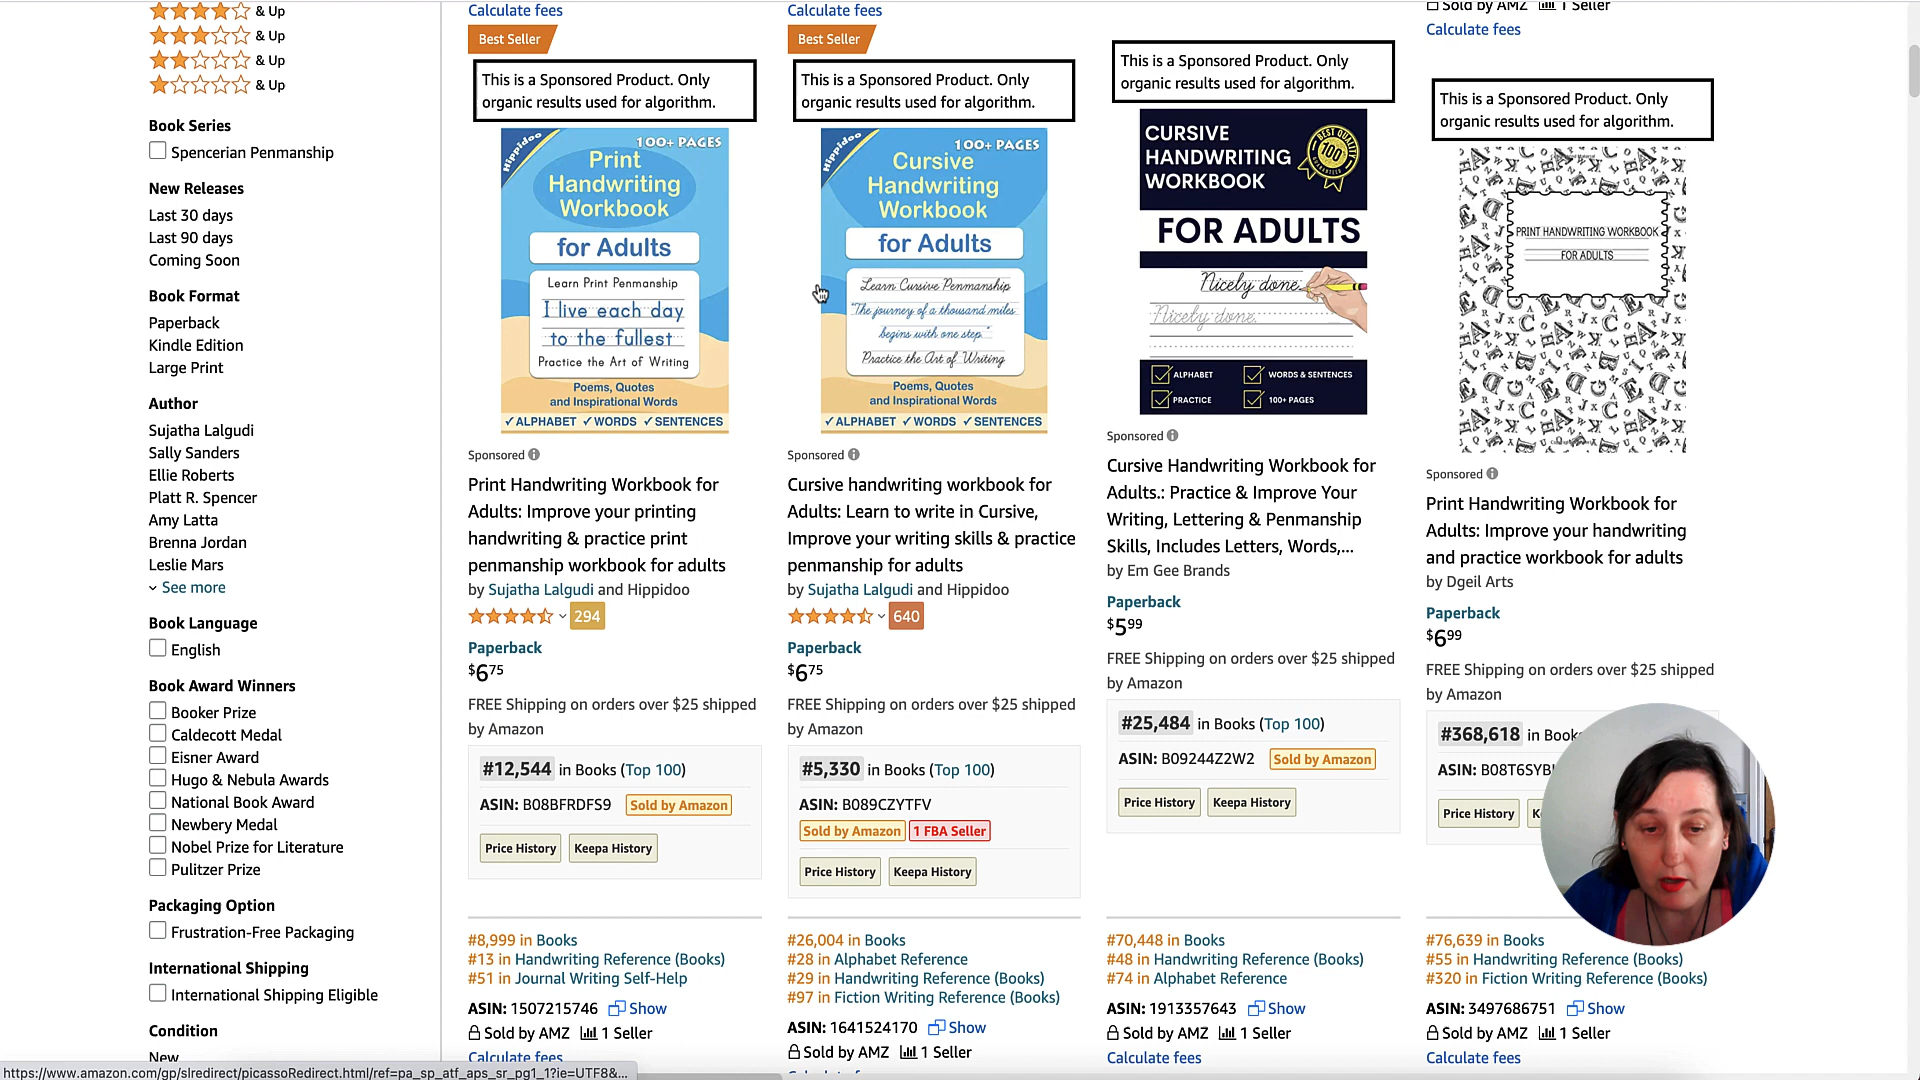 & Up
& Up
& Up
& Up
Book Series
Spencerian Penmanship
New Releases
Last 30 days
Last 90 days
Coming Soon
Book Format
Paperback
Kindle Edition
Large Print
Author
Sujatha Lalgudi
Sally Sanders
Ellie Roberts
Platt R. Spencer
Amy Latta
Brenna Jordan
Leslie Mars
See more
Book Language
English
Book Award Winners
Booker Prize
Caldecott Medal
Eisner Award
Hugo & Nebula Awards
National Book Award
Newbery Medal
Nobel Prize for Literature
Pulitzer Prize
Packaging Option
Frustration-Free Packaging
International Shipping
International Shipping Eligible
Condition
New
Calculate fees
Best Seller
This is a Sponsored Product. Only
organic results used for algorithm.
Hippidoo
100+ PAGES
Print
Handwriting
Workbook
for Adults
Learn Print Penmanship
I live each day
to the fullest
Practice the Art of Writing
Poems, Quotes
and Inspirational Words
✓ALPHABET ✓WORDS ✓SENTENCES
Sponsored
Print Handwriting Workbook for
Adults: Improve your printing
handwriting & practice print
penmanship workbook for adults
by Sujatha Lalgudi and Hippidoo
294
Paperback
$6.75
FREE Shipping on orders over $25 shipped
by Amazon
#12,544 in Books (Top 100)
ASIN: B08BFRDFS9 Sold by Amazon
Price History Keepa History
#8,999 in Books
#13 in Handwriting Reference (Books)
#51 in Journal Writing Self-Help
ASIN: 1507215746 Show
Sold by AMZ 1 Seller
Calculate fees
Calculate fees
Best Seller
This is a Sponsored Product. Only
organic results used for algorithm.
Hippidoo
100+ PAGES
Cursive
Handwriting
Workbook
for Adults
Learn Cursive Penmanship
"The journey of a thousand miles
begins with one step."
Practice the Art of Writing
Poems, Quotes
and Inspirational Words
✓ALPHABET ✓WORDS ✓SENTENCES
Sponsored
Cursive handwriting workbook for
Adults: Learn to write in Cursive,
Improve your writing skills & practice
penmanship for adults
by Sujatha Lalgudi and Hippidoo
640
Paperback
$6.75
FREE Shipping on orders over $25 shipped
by Amazon
#5,330 in Books (Top 100)
ASIN: B089CZYTFV
Sold by Amazon 1 FBA Seller
Price History Keepa History
#26,004 in Books
#28 in Alphabet Reference
#29 in Handwriting Reference (Books)
#97 in Fiction Writing Reference (Books)
ASIN: 1641524170 Show
Sold by AMZ 1 Seller
This is a Sponsored Product. Only
organic results used for algorithm.
CURSIVE
HANDWRITING
WORKBOOK
BEST QUALITY
100
FOR ADULTS
Nicely done.
Nicely done.
ALPHABET WORDS & SENTENCES
PRACTICE 100+ PAGES
Sponsored
Cursive Handwriting Workbook for
Adults.: Practice & Improve Your
Writing, Lettering & Penmanship
Skills, Includes Letters, Words,...
by Em Gee Brands
Paperback
$5.99
FREE Shipping on orders over $25 shipped
by Amazon
#25,484 in Books (Top 100)
ASIN: B09244Z2W2 Sold by Amazon
Price History Keepa History
#70,448 in Books
#48 in Handwriting Reference (Books)
#74 in Alphabet Reference
ASIN: 1913357643 Show
Sold by AMZ 1 Seller
Calculate fees
Sold by AMZ 1 Seller
Calculate fees
This is a Sponsored Product. Only
organic results used for algorithm.
PRINT HANDWRITING WORKBOOK
FOR ADULTS
Sponsored
Print Handwriting Workbook for
Adults: Improve your handwriting
and practice workbook for adults
by Dgeil Arts
Paperback
$6.99
FREE Shipping on orders over $25 shipped
by Amazon
#368,618 in Book
ASIN: B08T6SYB
Price History K
#76,639 in Books
#55 in Handwriting Reference (Books)
#320 in Fiction Writing Reference (Books)
ASIN: 3497686751 Show
Sold by AMZ 1 Seller
Calculate fees
https://www.amazon.com/gp/slredirect/picassoRedirect.html/ref=pa_sp_atf_aps_sr_pg1_1?ie=UTF8&...